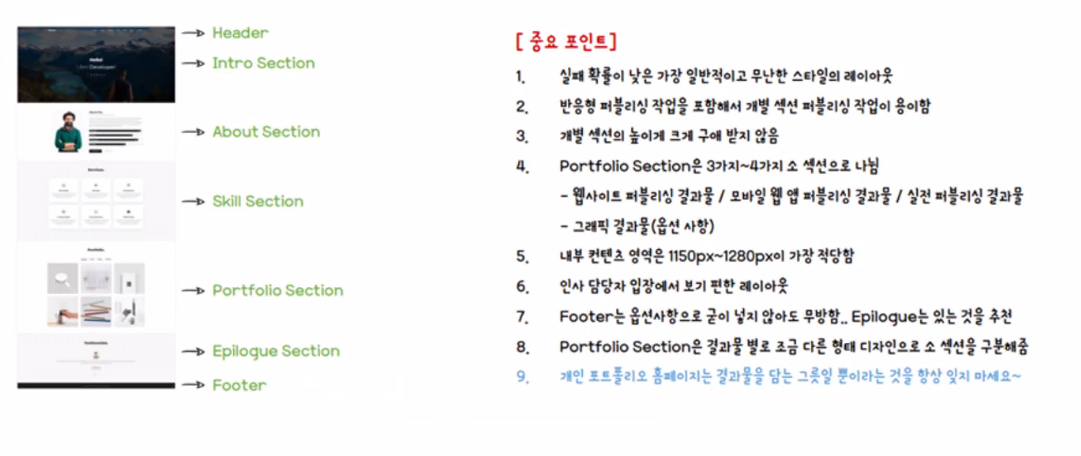 Header
Intro Section
About Section
Skill Section
Portfolio Section
Epilogue Section
Footer
[ 중요 포인트]
1. 실패 확률이 낮은 가장 일반적이고 무난한 스타일의 레이아웃
2. 반응형 퍼블리싱 작업을 포함해서 개별 섹션 퍼블리싱 작업이 용이함
3. 개별 섹션의 높이게 크게 구애 받지 않음
4. Portfolio Section은 3가지~4가지 소 섹션으로 나뉨
- 웹사이트 퍼블리싱 결과물 / 모바일 웹 앱 퍼블리싱 결과물 / 실전 퍼블리싱 결과물
- 그래픽 결과물(옵션 사항)
5. 내부 컨텐츠 영역은 1150px~1280px이 가장 적당함
6. 인사 담당자 입장에서 보기 편한 레이아웃
7. Footer는 옵션사항으로 굳이 넣지 않아도 무방함.. Epilogue는 있는 것을 추천
8. Portfolio Section은 결과물 별로 조금 다른 형태 디자인으로 소 섹션을 구분해줌
9. 개인 포트폴리오 홈페이지는 결과물을 담는 그릇일 뿐이라는 것을 항상 잊지 마세요~